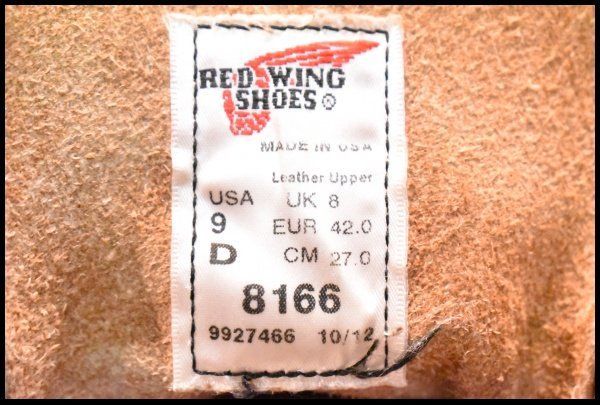 RED WING
SHOES®
MADE IN USA
Leather Upper
USA UK 8
9 EUR 42.0
D CM 27.0
8166
9927466 10/12